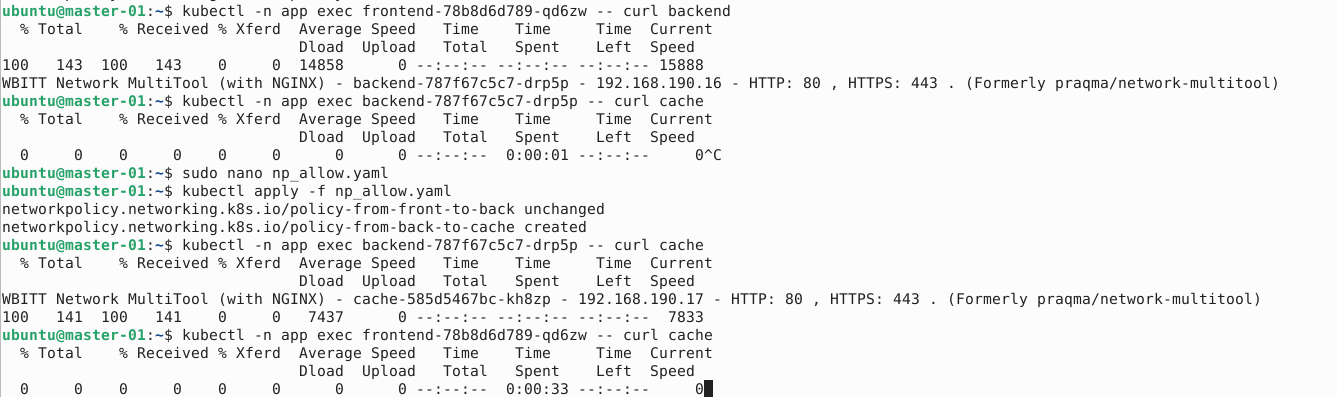 ubuntu@master-01:~$ kubectl -n app exec frontend-78b8d6d789-qd6zw -- curl backend
  % Total    % Received % Xferd  Average Speed   Time    Time     Time  Current
                                 Dload  Upload   Total   Spent    Left  Speed
100   143  100   143    0     0  14858      0 --:--:-- --:--:-- --:--:-- 15888
WBITT Network MultiTool (with NGINX) - backend-787f67c5c7-drp5p - 192.168.190.16 - HTTP: 80 , HTTPS: 443 . (Formerly praqma/network-multitool)
ubuntu@master-01:~$ kubectl -n app exec backend-787f67c5c7-drp5p -- curl cache
  % Total    % Received % Xferd  Average Speed   Time    Time     Time  Current
                                 Dload  Upload   Total   Spent    Left  Speed
  0     0    0     0    0     0      0      0 --:--:--  0:00:01 --:--:--     0^C
ubuntu@master-01:~$ sudo nano np_allow.yaml
ubuntu@master-01:~$ kubectl apply -f np_allow.yaml
networkpolicy.networking.k8s.io/policy-from-front-to-back unchanged
networkpolicy.networking.k8s.io/policy-from-back-to-cache created
ubuntu@master-01:~$ kubectl -n app exec backend-787f67c5c7-drp5p -- curl cache
  % Total    % Received % Xferd  Average Speed   Time    Time     Time  Current
                                 Dload  Upload   Total   Spent    Left  Speed
WBITT Network MultiTool (with NGINX) - cache-585d5467bc-kh8zp - 192.168.190.17 - HTTP: 80 , HTTPS: 443 . (Formerly praqma/network-multitool)
100   141  100   141    0     0   7437      0 --:--:-- --:--:-- --:--:--  7833
ubuntu@master-01:~$ kubectl -n app exec frontend-78b8d6d789-qd6zw -- curl cache
  % Total    % Received % Xferd  Average Speed   Time    Time     Time  Current
                                 Dload  Upload   Total   Spent    Left  Speed
  0     0    0     0    0     0      0      0 --:--:--  0:00:33 --:--:--     0